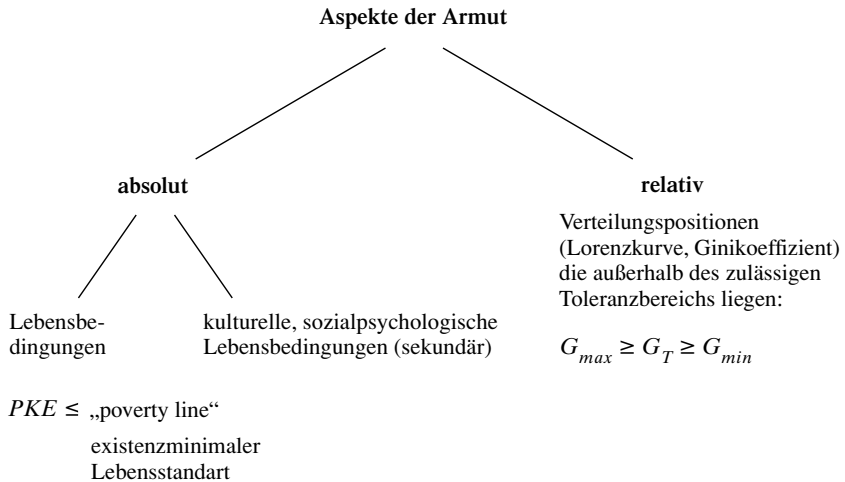 Aspekte der Armut
absolut
relativ
Verteilungspositionen
(Lorenzkurve, Ginikoeffizient)
die außerhalb des zulässigen
Toleranzbereichs liegen:
G_max ≥ G_T ≥ G_min
Lebensbe-
dingungen
kulturelle, sozialpsychologische
Lebensbedingungen (sekundär)
PKE ≤ „poverty line“
existenzminimaler
Lebensstandart